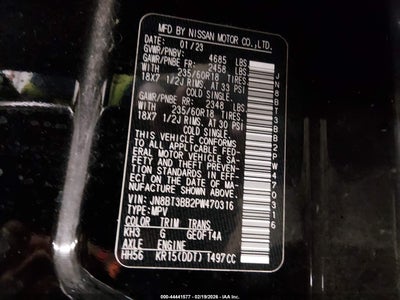 MFD BY NISSAN MOTOR CO.,LTD.
DATE: 01/23
GVWR/PNBV: 4685 LBS
GAWR/PNBE FR: 2458 LBS
WITH 235/60R18 TIRES
18X7 1/2J RIMS. AT 33 PSI
COLD SINGLE.
GAWR/PNBE RR: 2348 LBS
WITH 235/60R18 TIRES
18X7 1/2J RIMS. AT 30 PSI
COLD SINGLE.
THIS VEHICLE CONFORMS
TO ALL APPLICABLE FED-
ERAL MOTOR VEHICLE SA-
FETY AND THEFT PREVEN-
TION STANDARDS IN EFFE-
CT ON THE DATE OF MA-
NUFACTURE SHOWN ABOVE.
VIN: JN8BT3BB2PW470316
TYPE: MPV
COLOR TRIM TRANS
KH3 G GE0F14A
AXLE ENGINE
HH56 KR15(DDT) 1497CC
JN8BT3BB2PW470316
000-44441577 - 02/19/2026 - IAA Inc.